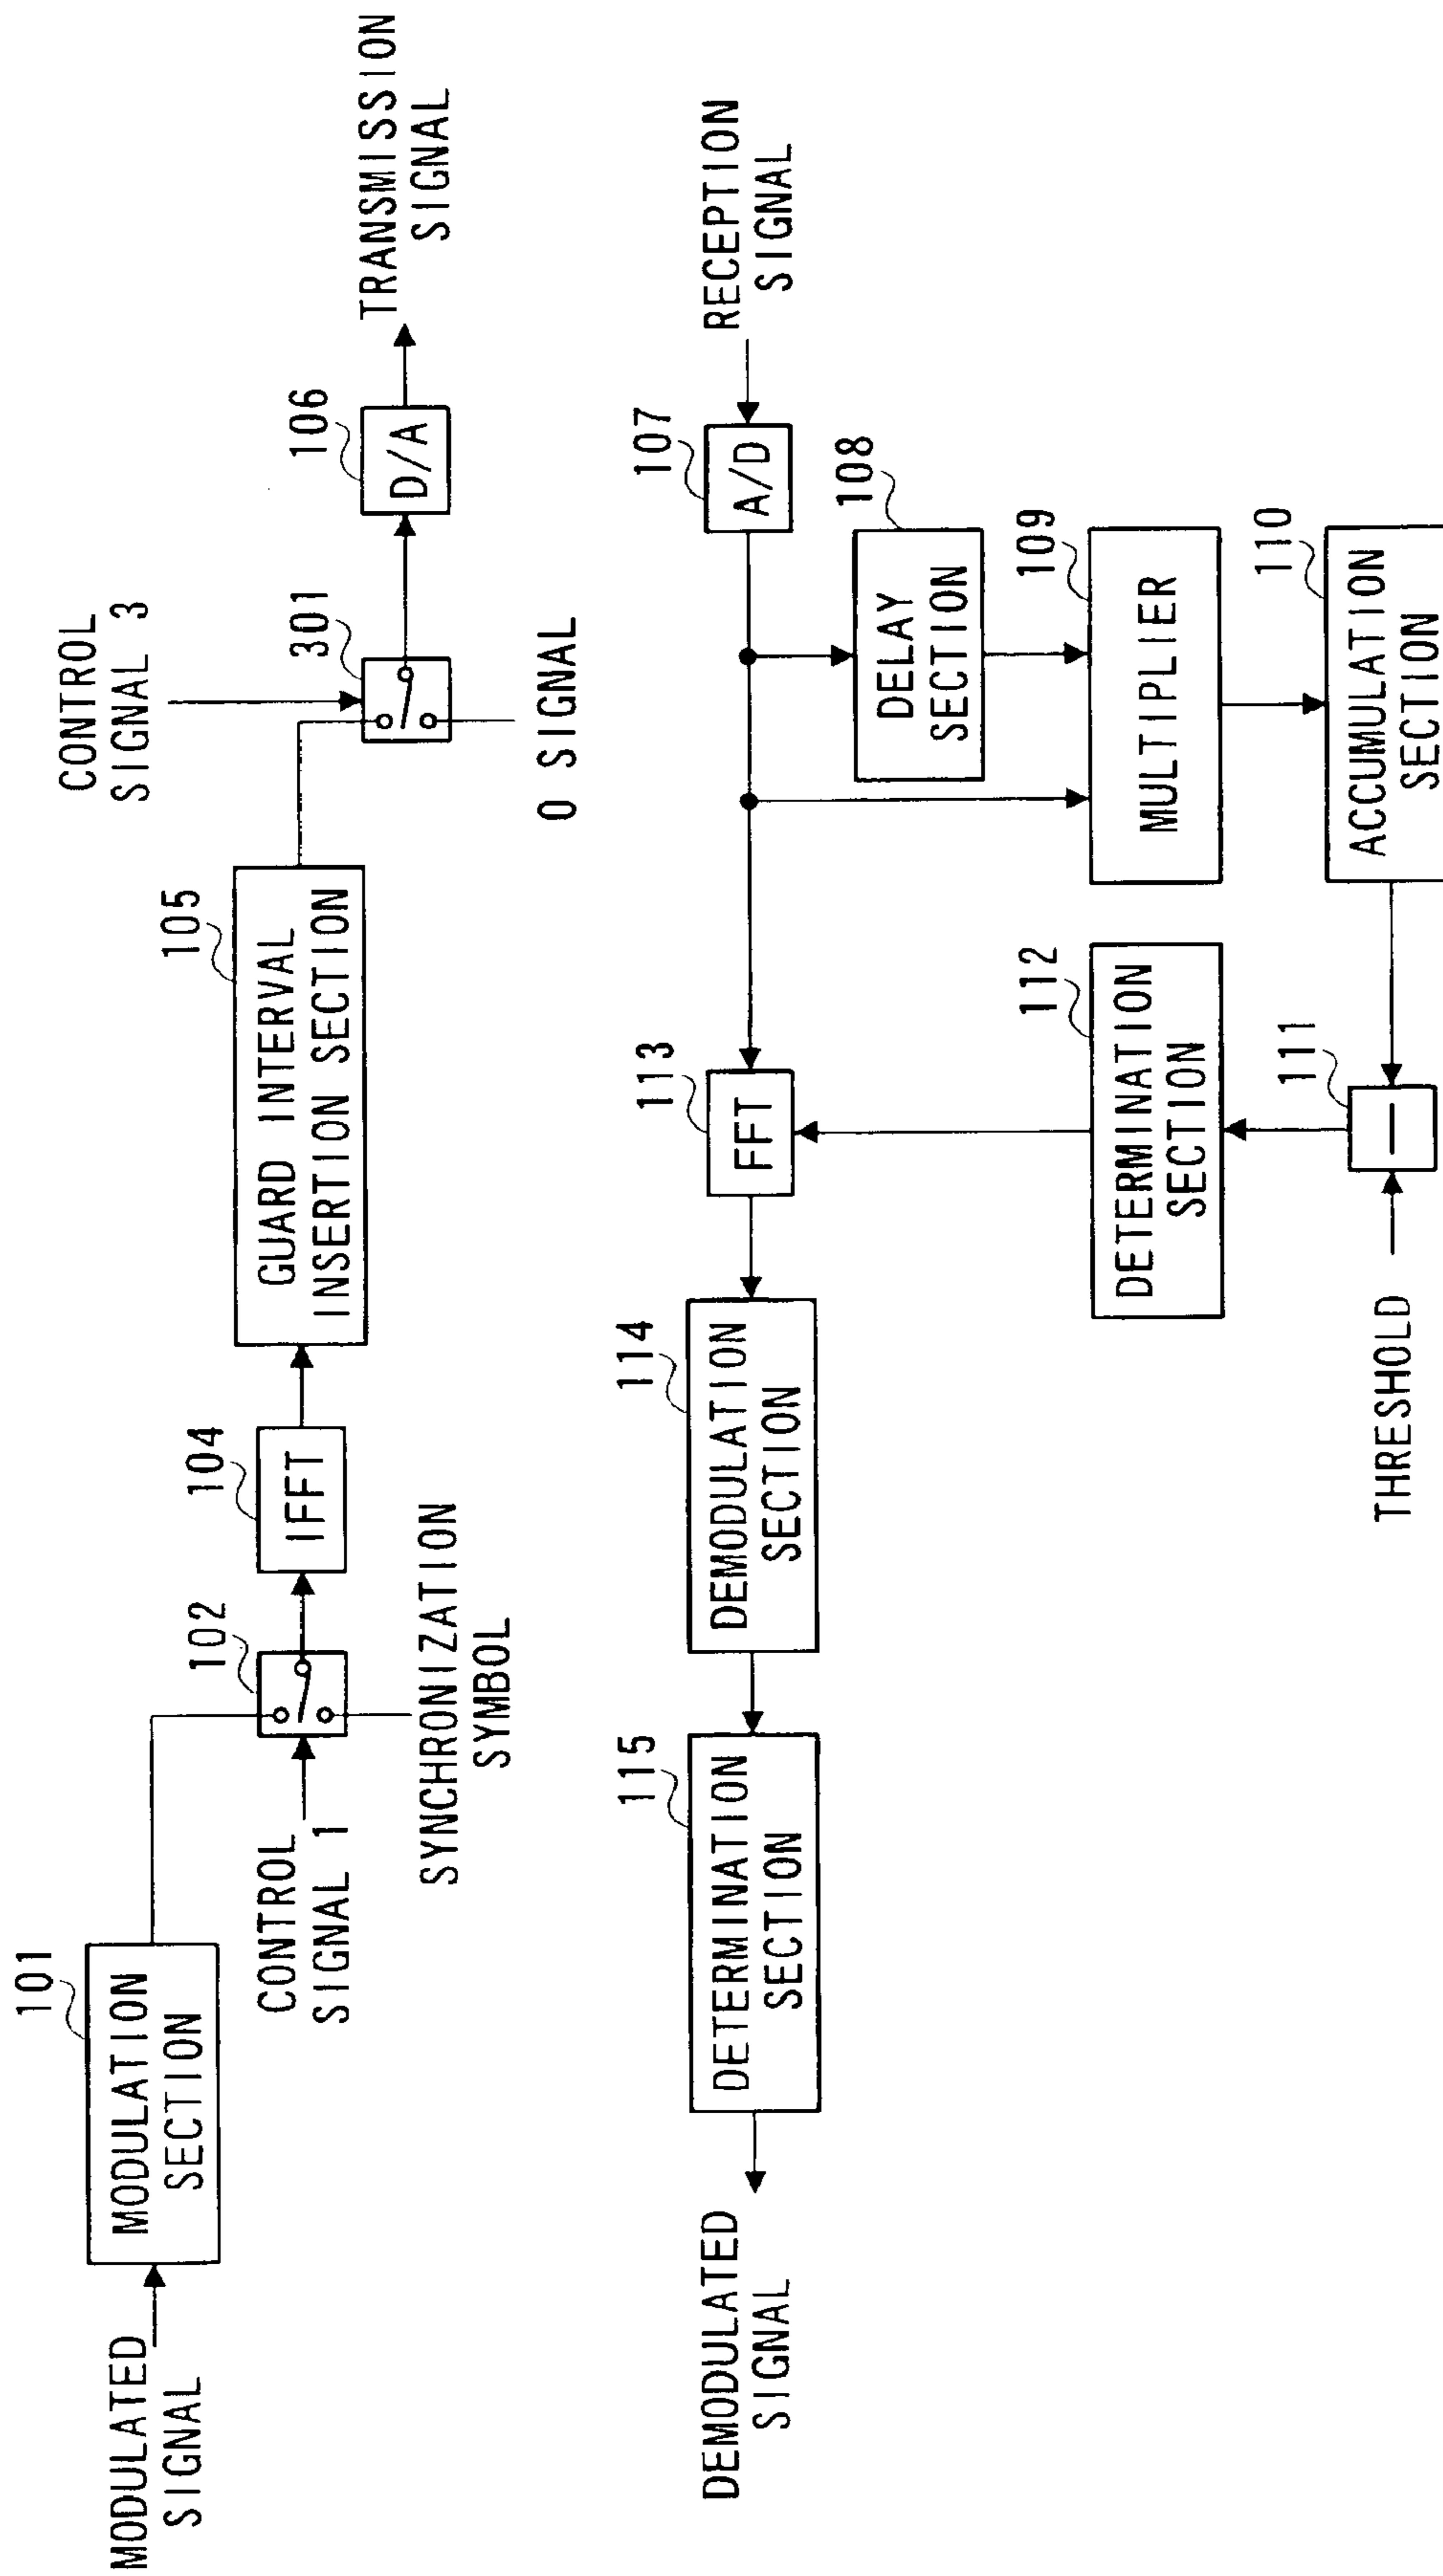 MODULATED
SIGNAL
101
MODULATION
SECTION
CONTROL
SIGNAL 1
102
SYNCHRONIZATION
SYMBOL
104
IFFT
105
GUARD INTERVAL
INSERTION SECTION
CONTROL
SIGNAL 3
301
0 SIGNAL
106
D/A
TRANSMISSION
SIGNAL
DEMODULATED
SIGNAL
115
DETERMINATION
SECTION
114
DEMODULATION
SECTION
113
FFT
107
A/D
RECEPTION
SIGNAL
108
DELAY
SECTION
109
MULTIPLIER
110
ACCUMULATION
SECTION
112
DETERMINATION
SECTION
111
THRESHOLD